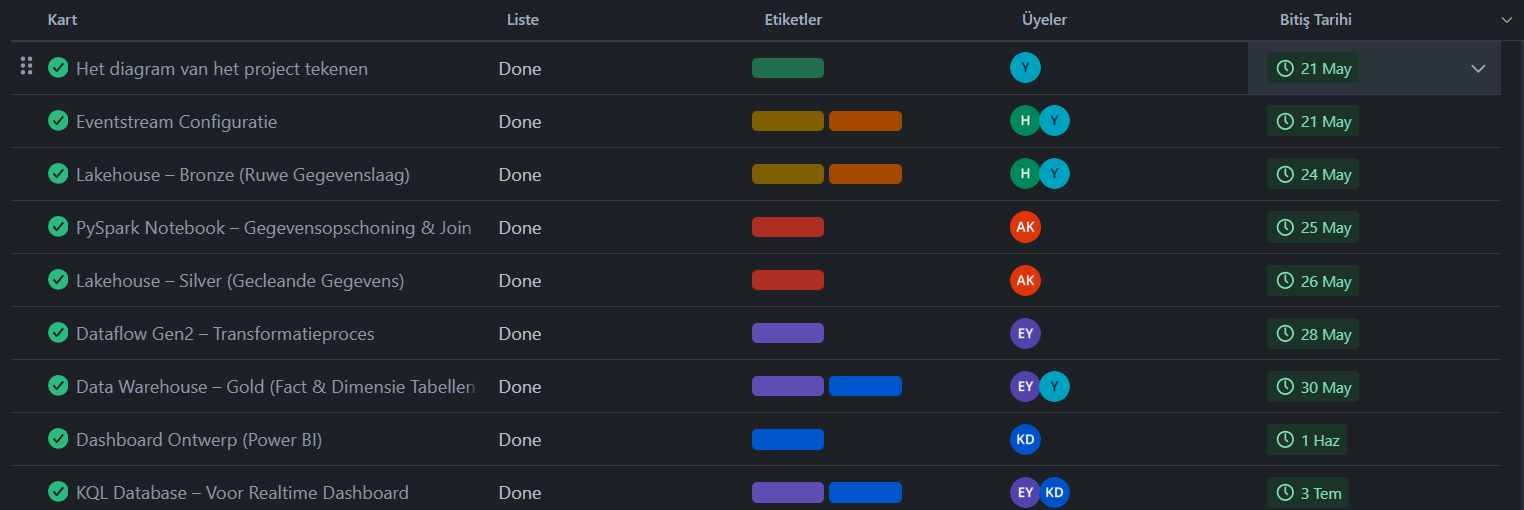 Kart Liste Etiketler Üyeler Bitiş Tarihi
Het diagram van het project tekenen Done Y 21 May
Eventstream Configuratie Done H Y 21 May
Lakehouse – Bronze (Ruwe Gegevenslaag) Done H Y 24 May
PySpark Notebook – Gegevensopschoning & Join Done AK 25 May
Lakehouse – Silver (Gecleande Gegevens) Done AK 26 May
Dataflow Gen2 – Transformatieproces Done EY 28 May
Data Warehouse – Gold (Fact & Dimensie Tabellen Done EY Y 30 May
Dashboard Ontwerp (Power BI) Done KD 1 Haz
KQL Database – Voor Realtime Dashboard Done EY KD 3 Tem